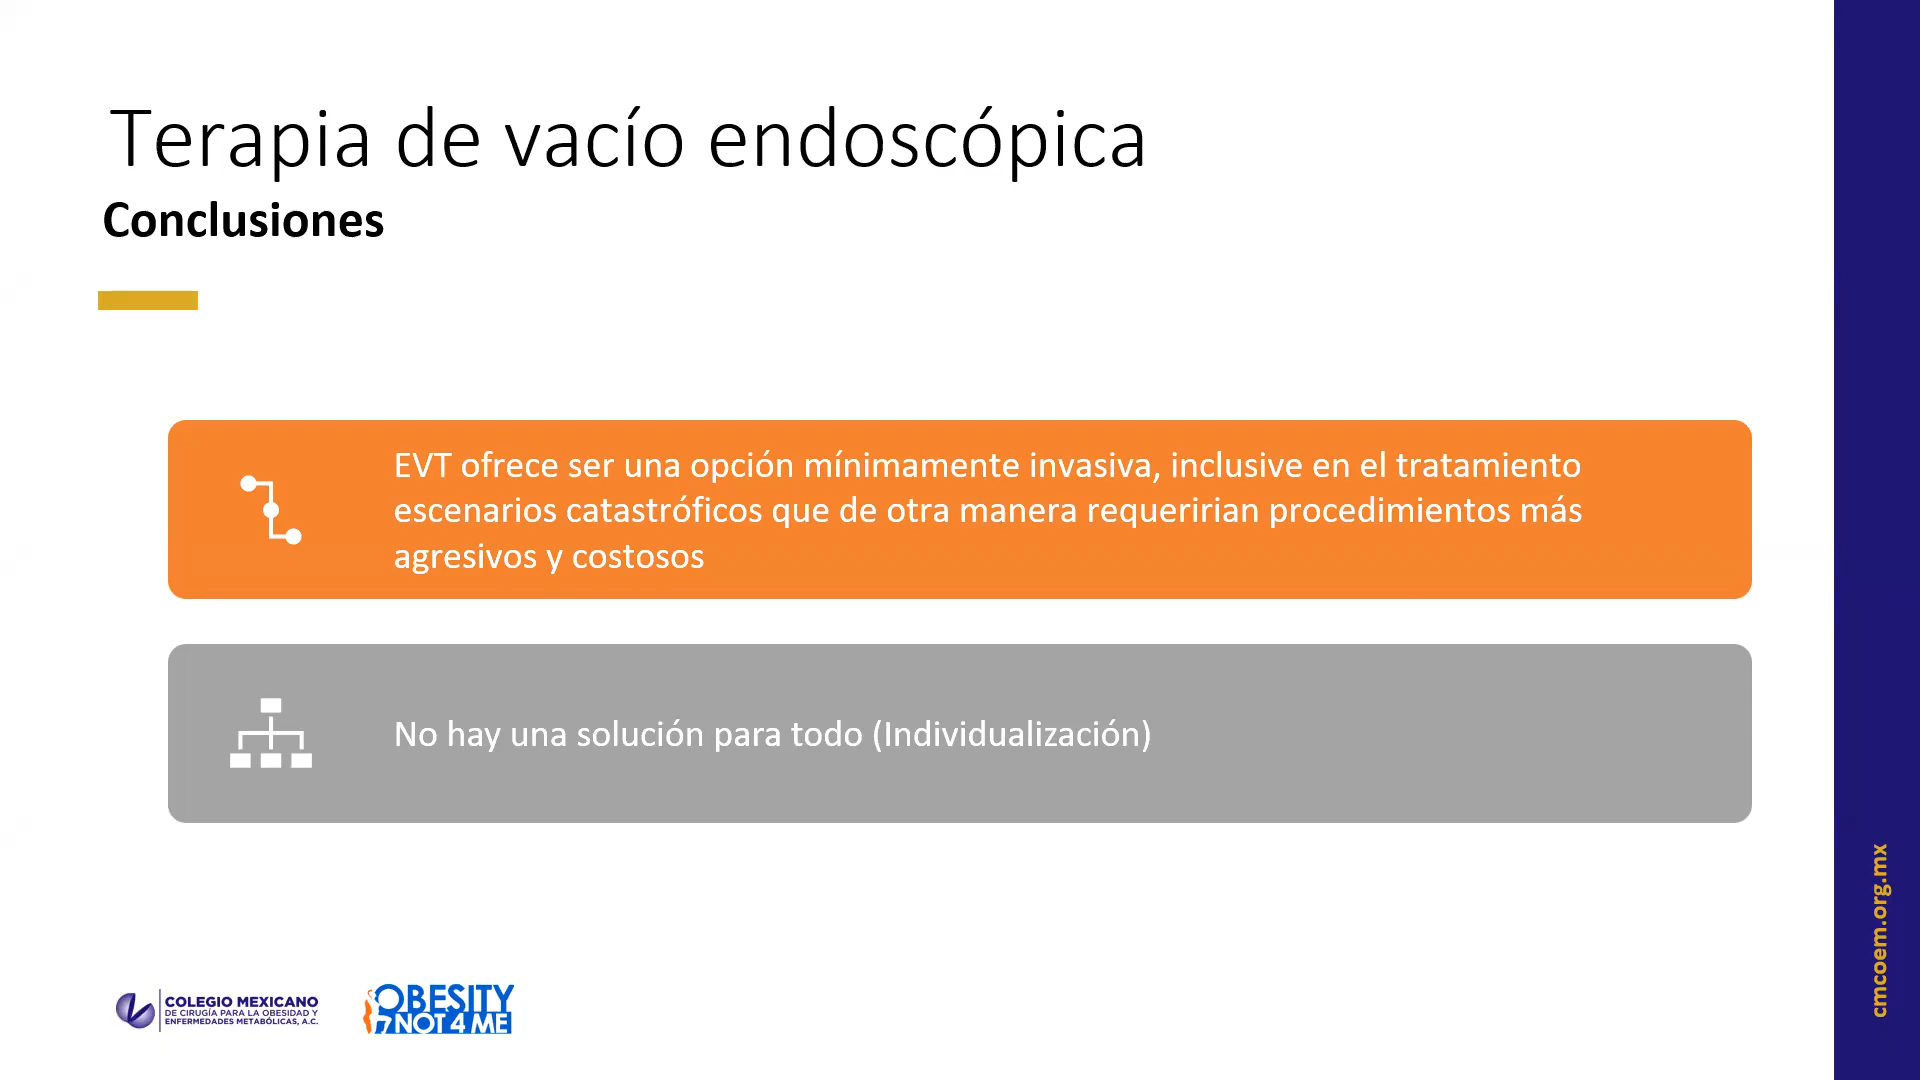 Terapia de vacío endoscópica
Conclusiones
EVT ofrece ser una opción mínimamente invasiva, inclusive en el tratamiento
escenarios catastróficos que de otra manera requeririan procedimientos más
agresivos y costosos
No hay una solución para todo (Individualización)
COLEGIO MEXICANO
DE CIRUGÍA PARA LA OBESIDAD Y
ENFERMEDADES METABÓLICAS, A.C.
OBESITY
NOT 4 ME
cmcoem.org.mx